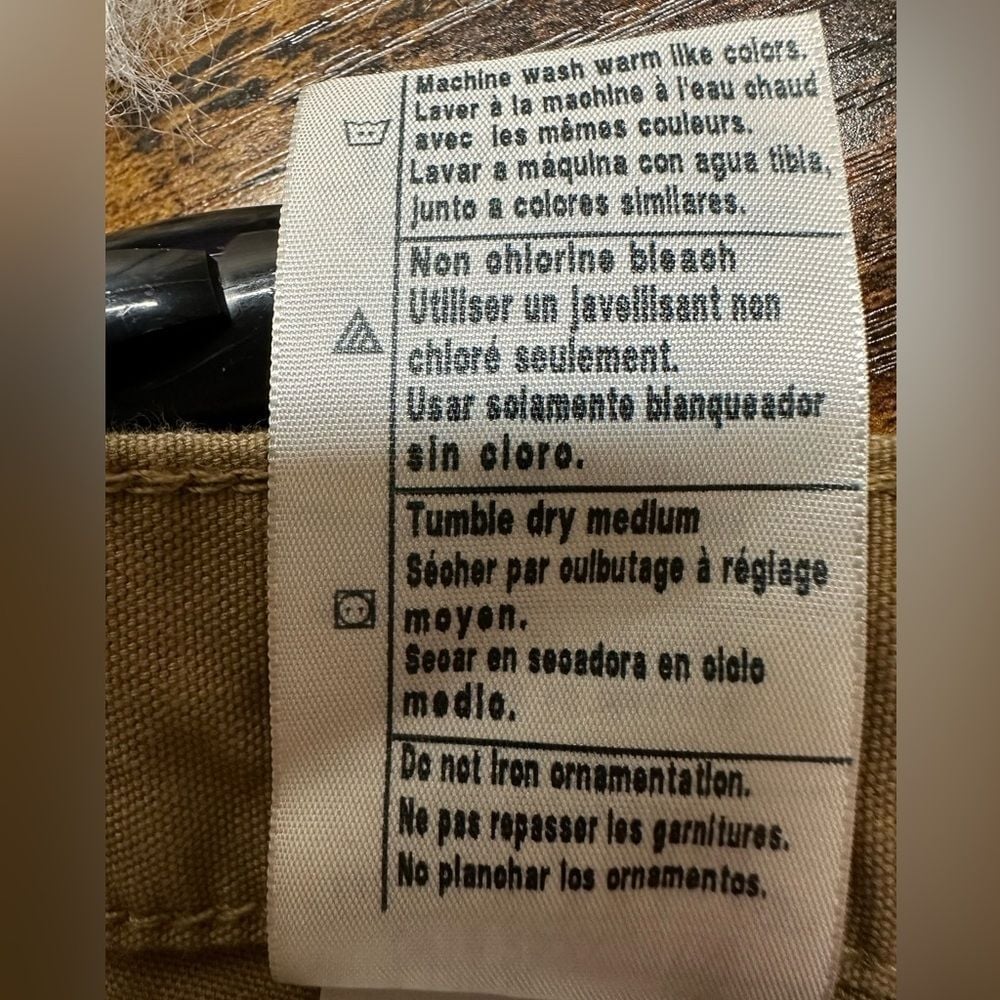 Machine wash warm like colors.
Laver à la machine à l'eau chaud
avec les mêmes couleurs.
Lavar a máquina con agua tibia,
junto a colores similares.
Non chlorine bleach
Utiliser un javellisant non
chloré seulement.
Usar solamente blanqueador
sin cloro.
Tumble dry medium
Sécher par culbutage à réglage
moyen.
Secar en secadora en ciclo
medio.
Do not iron ornamentation.
Ne pas repasser les garnitures.
No planchar los ornamentos.